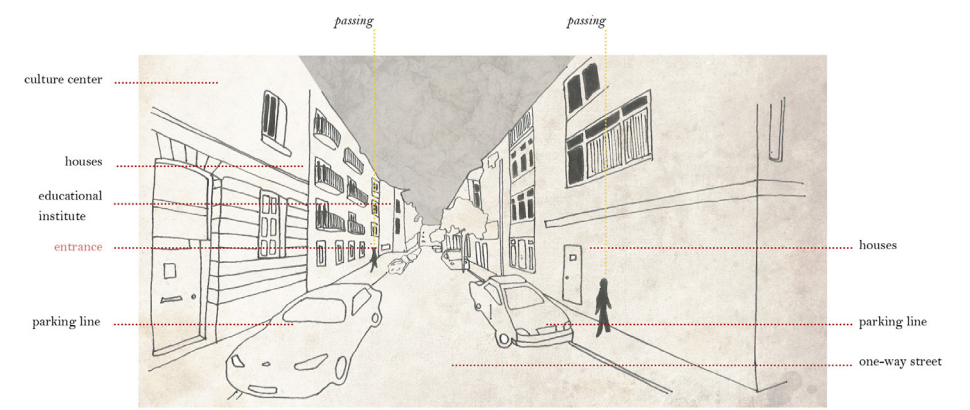 passing
passing
culture center
houses
educational
institute
entrance
houses
parking line
parking line
one-way street